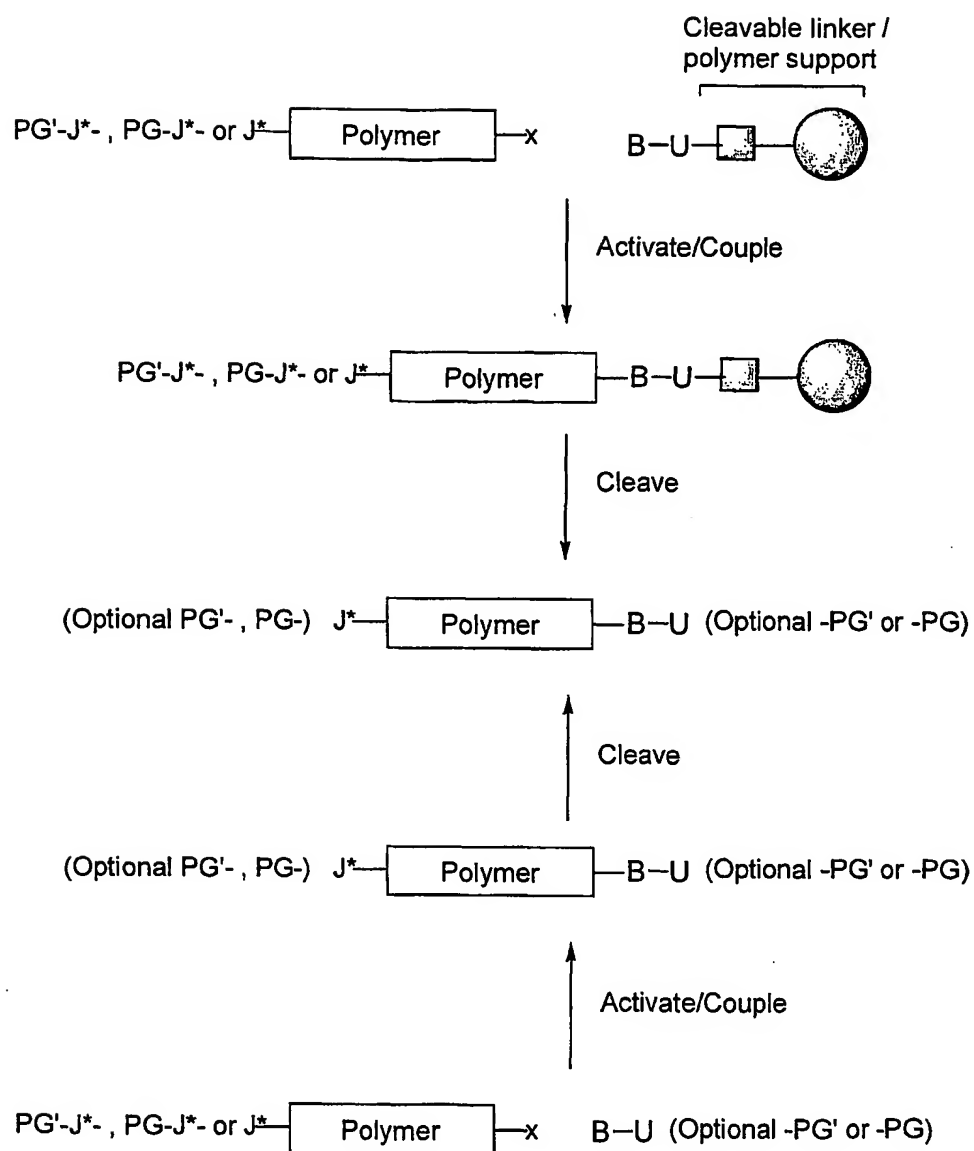 Cleavable linker /
polymer support
PG'-J*- , PG-J*- or J* Polymer x B–U
Activate/Couple
PG'-J*- , PG-J*- or J* Polymer B–U
Cleave
(Optional PG'- , PG-) J* Polymer B–U (Optional -PG' or -PG)
Cleave
(Optional PG'- , PG-) J* Polymer B–U (Optional -PG' or -PG)
Activate/Couple
PG'-J*- , PG-J*- or J* Polymer x B–U (Optional -PG' or -PG)